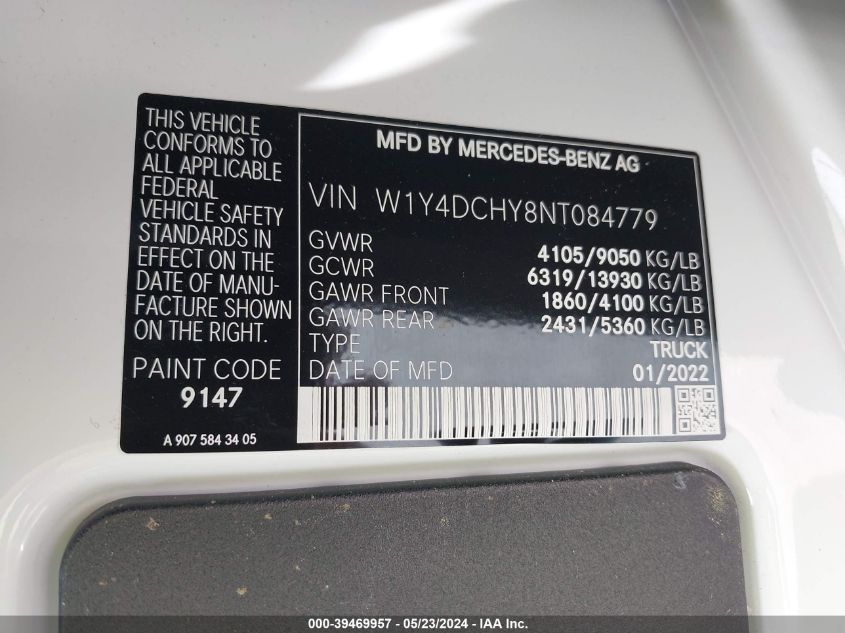 THIS VEHICLE
CONFORMS TO
ALL APPLICABLE
FEDERAL
VEHICLE SAFETY
STANDARDS IN
EFFECT ON THE
DATE OF MANU-
FACTURE SHOWN
ON THE RIGHT.
PAINT CODE
9147
A 907 584 34 05
MFD BY MERCEDES-BENZ AG
VIN W1Y4DCHY8NT084779
GVWR 4105/9050 KG/LB
GCWR 6319/13930 KG/LB
GAWR FRONT 1860/4100 KG/LB
GAWR REAR 2431/5360 KG/LB
TYPE TRUCK
DATE OF MFD 01/2022
000-39469957 - 05/23/2024 - IAA Inc.